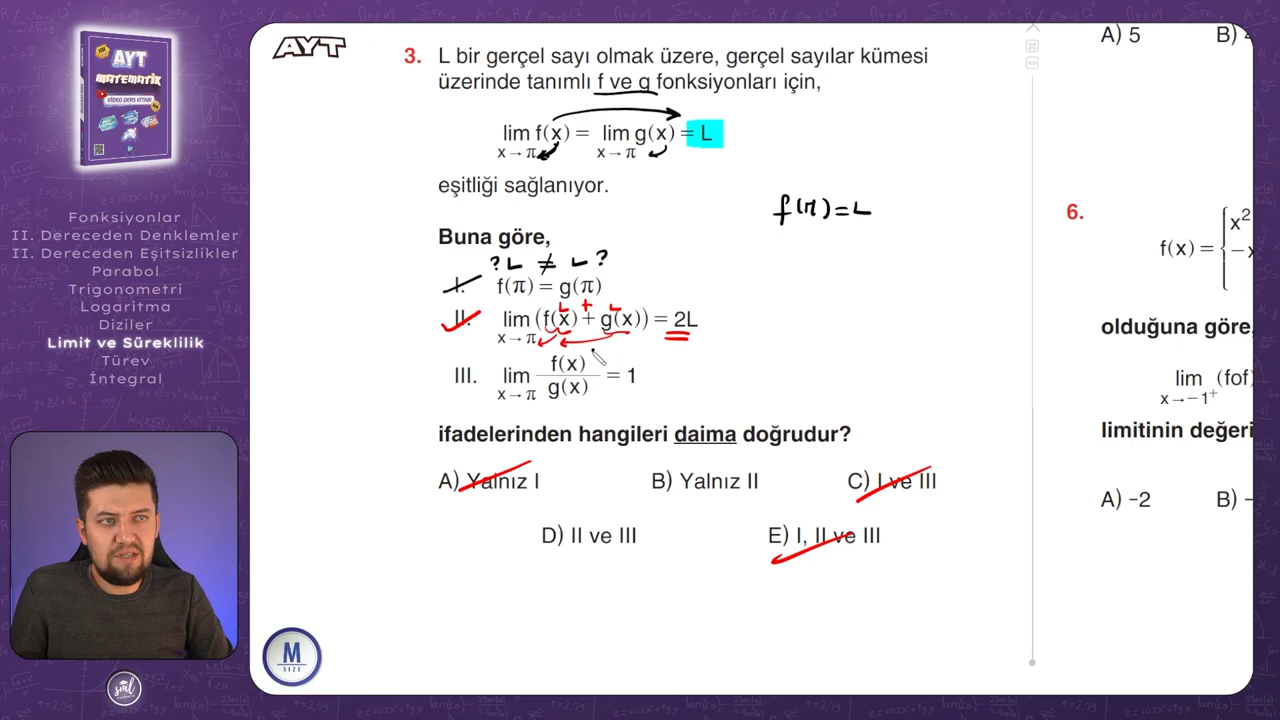 AYT
MATEMATİK
VİDEO DERS KİTABI
Fonksiyonlar
II. Dereceden Denklemler
II. Dereceden Eşitsizlikler
Parabol
Trigonometri
Logaritma
Diziler
Limit ve Süreklilik
Türev
İntegral
sml
AYT
3. L bir gerçel sayı olmak üzere, gerçel sayılar kümesi
üzerinde tanımlı f ve g fonksiyonları için,
lim f(x) = lim g(x) = L
x→π x→π
eşitliği sağlanıyor.
f(π)=L
Buna göre,
? L ≠ L ?
I. f(π) = g(π)
L + L
II. lim (f(x) + g(x)) = 2L
x→π
III. lim f(x)/g(x) = 1
x→π
ifadelerinden hangileri daima doğrudur?
A) Yalnız I B) Yalnız II C) I ve III
D) II ve III E) I, II ve III
M
SIZE
A) 5 B)
6.
f(x) = { x²
−x
olduğuna göre,
lim (fof)
x→−1⁺
limitinin değeri
A) -2 B) -